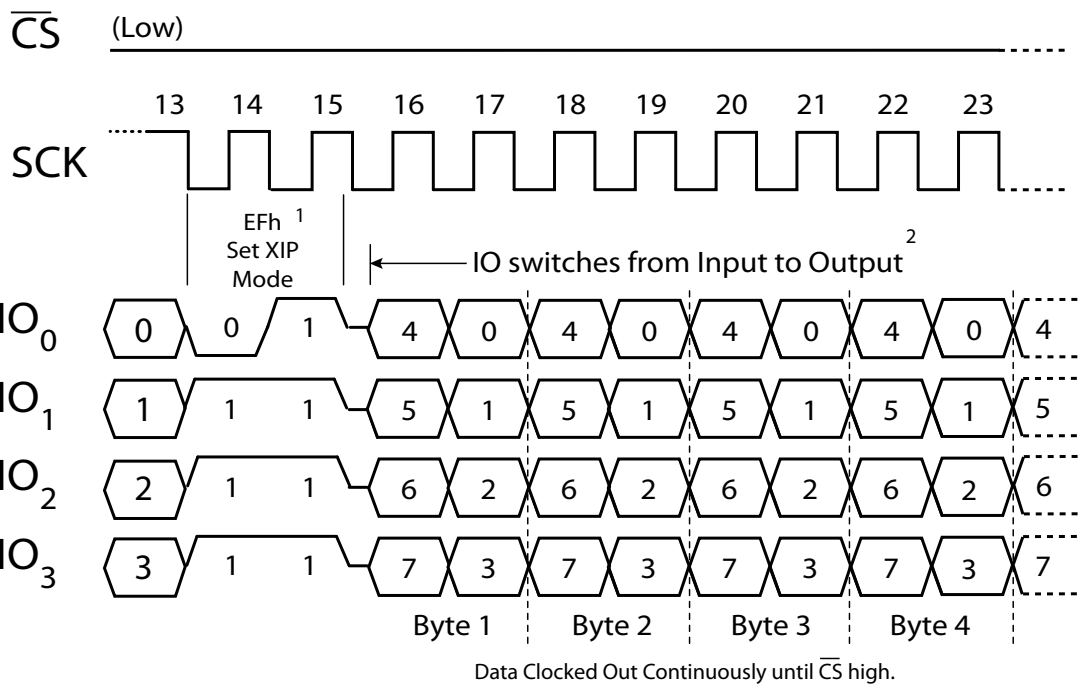 CS (Low)
13 14 15 16 17 18 19 20 21 22 23
SCK
EFh 1
Set XIP
Mode
IO switches from Input to Output 2
IO0 0 0 1 4 0 4 0 4 0 4 0 4
IO1 1 1 1 5 1 5 1 5 1 5 1 5
IO2 2 1 1 6 2 6 2 6 2 6 2 6
IO3 3 1 1 7 3 7 3 7 3 7 3 7
Byte 1 Byte 2 Byte 3 Byte 4
Data Clocked Out Continuously until CS high.